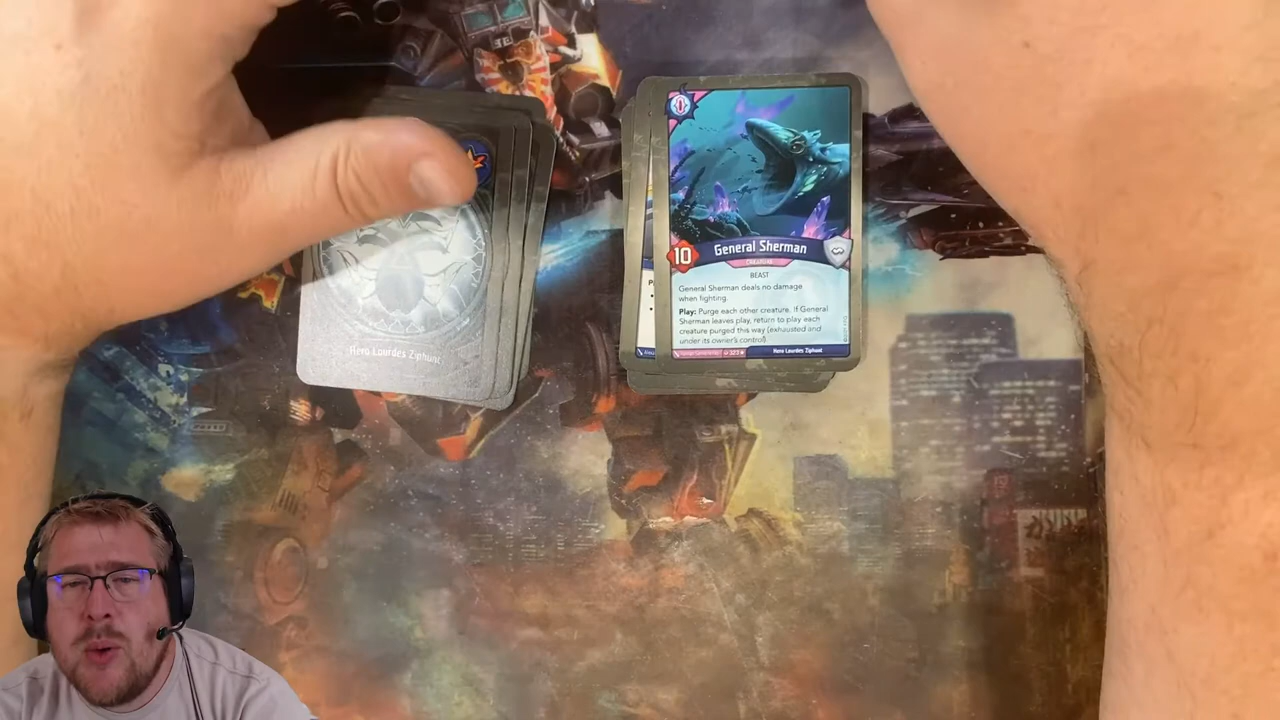 Hero Lourdes Ziphunt
10
General Sherman
CREATURE
BEAST
General Sherman deals no damage
when fighting.
Play: Purge each other creature. If General
Sherman leaves play, return to play each
creature purged this way (exhausted and
under its owner's control).
Hero Lourdes Ziphunt